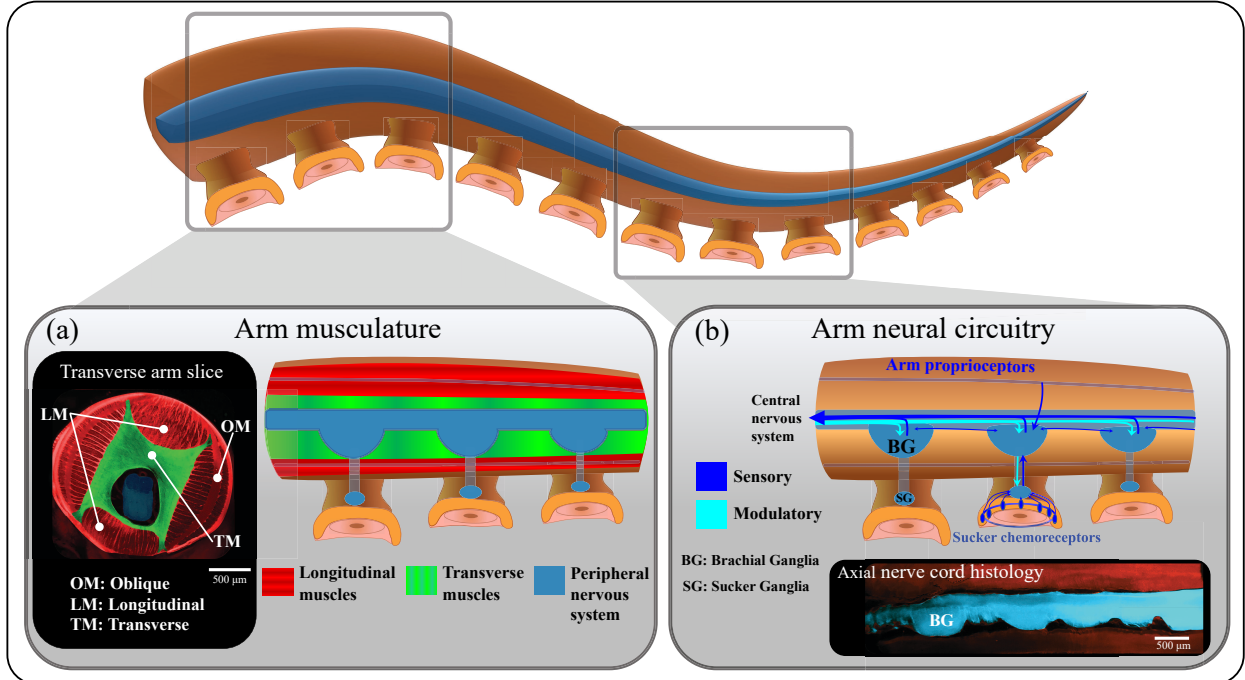 (a)
Arm musculature
Transverse arm slice
LM
OM
TM
500 μm
OM: Oblique
LM: Longitudinal
TM: Transverse
Longitudinal
muscles
Transverse
muscles
Peripheral
nervous
system
(b)
Arm neural circuitry
Arm proprioceptors
Central
nervous
system
BG
SG
Sensory
Modulatory
Sucker chemoreceptors
BG: Brachial Ganglia
SG: Sucker Ganglia
Axial nerve cord histology
BG
500 μm